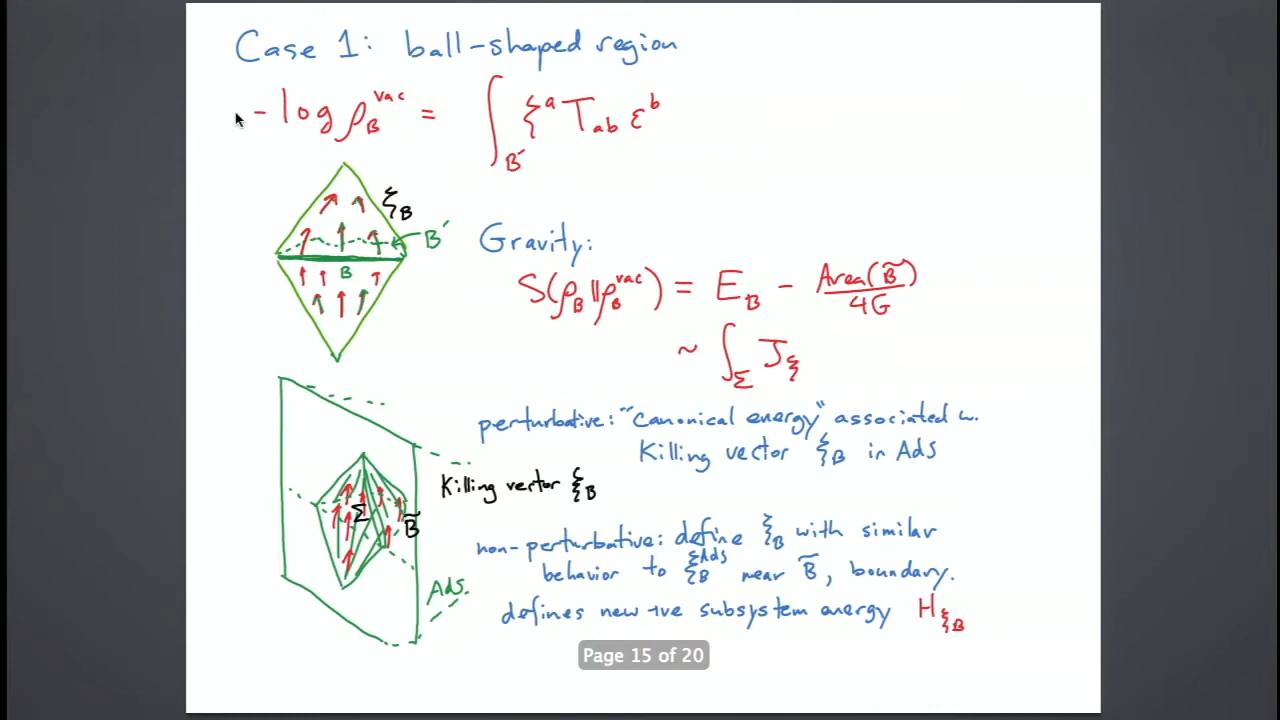 Case 1: ball-shaped region
- log ρ_B^vac = ∫_B' ξ^a T_ab ε^b
ξ_B
B'
B
Gravity:
S(ρ_B||ρ_B^vac) = E_B - Area(B̃)/4G
~ ∫_Σ J_ξ
perturbative: "Canonical energy" associated w.
Killing vector ξ_B in AdS
Killing vector ξ_B
Σ
B̃
non-perturbative: define ξ_B with similar
behavior to ξ_B^AdS near B̃, boundary.
AdS.
defines new +ve subsystem energy H_ξ_B
Page 15 of 20